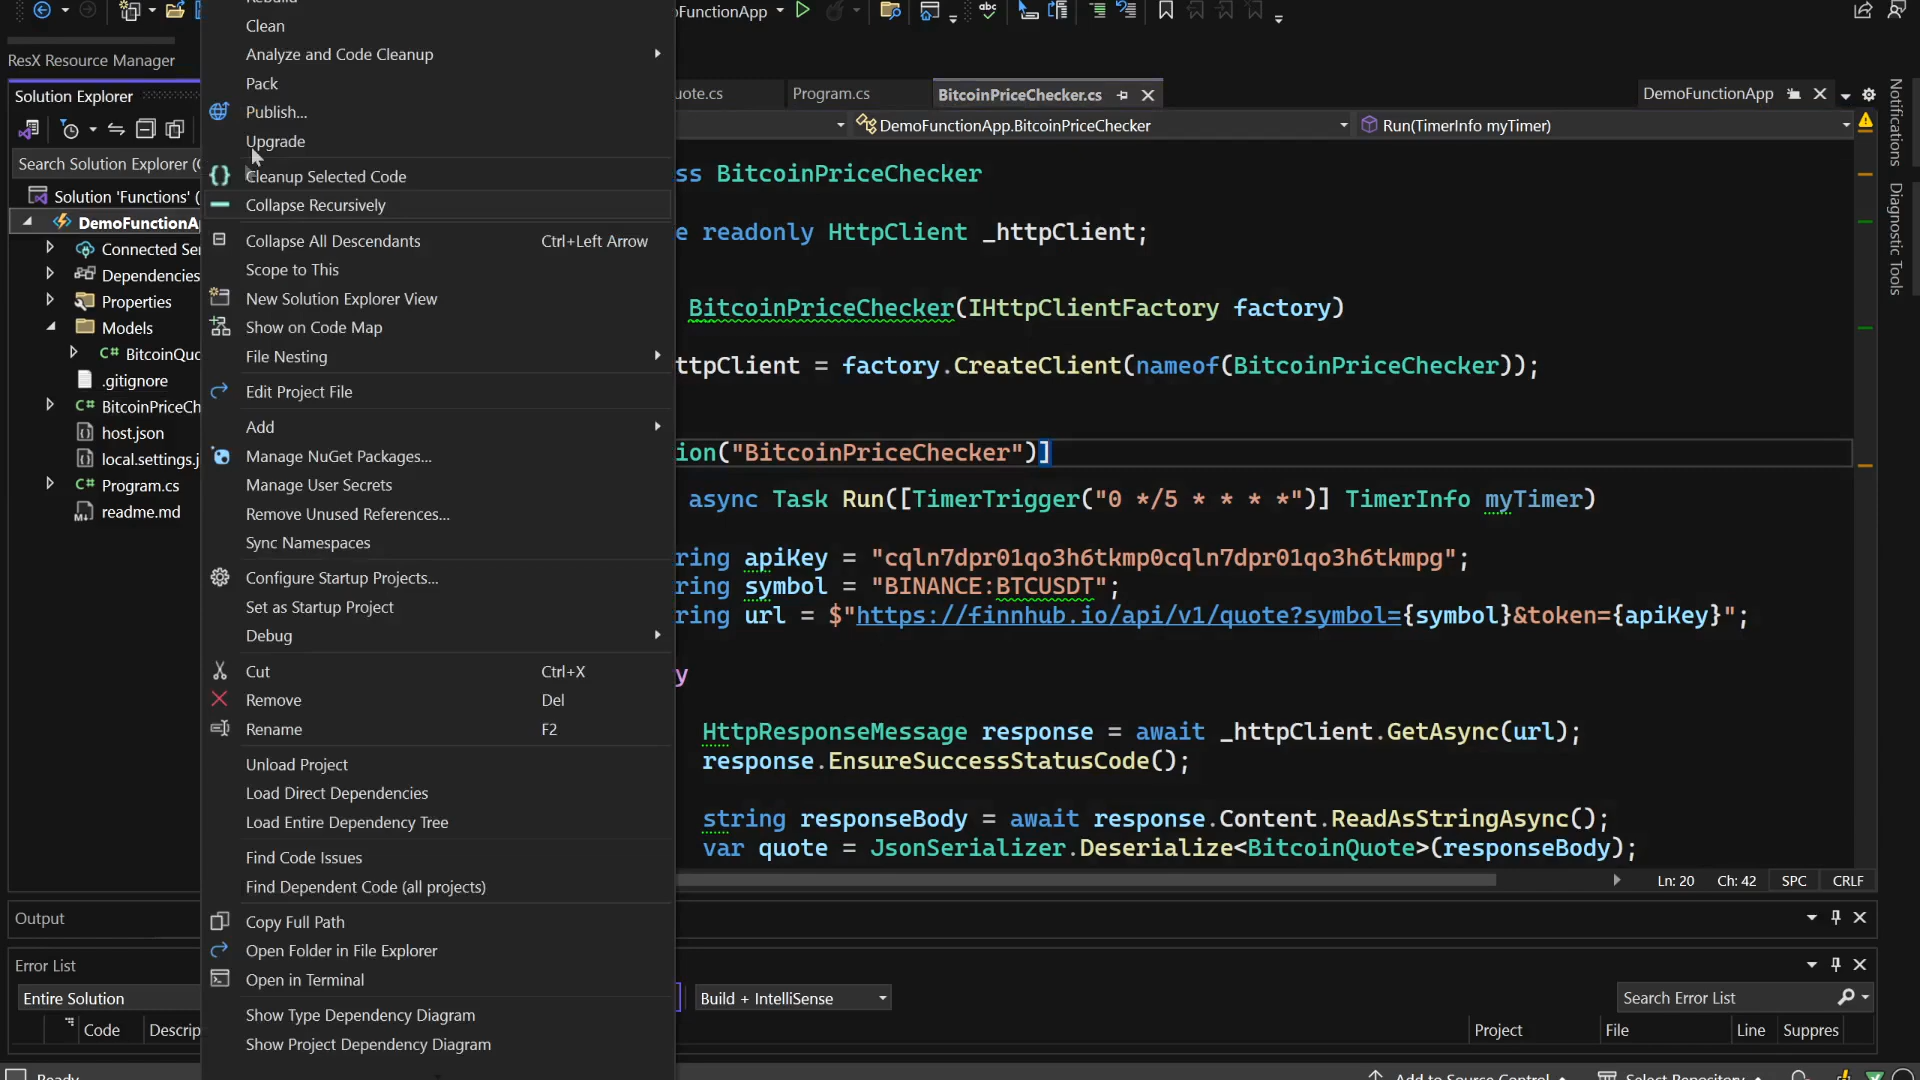 FunctionApp
Clean
Analyze and Code Cleanup
Pack
Publish...
Upgrade
Cleanup Selected Code
Collapse Recursively
Collapse All Descendants Ctrl+Left Arrow
Scope to This
New Solution Explorer View
Show on Code Map
File Nesting
Edit Project File
Add
Manage NuGet Packages...
Manage User Secrets
Remove Unused References...
Sync Namespaces
Configure Startup Projects...
Set as Startup Project
Debug
Cut Ctrl+X
Remove Del
Rename F2
Unload Project
Load Direct Dependencies
Load Entire Dependency Tree
Find Code Issues
Find Dependent Code (all projects)
Copy Full Path
Open Folder in File Explorer
Open in Terminal
Show Type Dependency Diagram
Show Project Dependency Diagram
ResX Resource Manager
Solution Explorer
Search Solution Explorer (
Solution 'Functions' (
DemoFunctionA
Connected Ser
Dependencies
Properties
Models
C# BitcoinQuo
.gitignore
C# BitcoinPriceCh
host.json
local.settings.j
C# Program.cs
readme.md
uote.cs Program.cs BitcoinPriceChecker.cs DemoFunctionApp
DemoFunctionApp.BitcoinPriceChecker Run(TimerInfo myTimer)
ss BitcoinPriceChecker
e readonly HttpClient _httpClient;
BitcoinPriceChecker(IHttpClientFactory factory)
ttpClient = factory.CreateClient(nameof(BitcoinPriceChecker));
ion("BitcoinPriceChecker")]
async Task Run([TimerTrigger("0 */5 * * * *")] TimerInfo myTimer)
ring apiKey = "cqln7dpr01qo3h6tkmp0cqln7dpr01qo3h6tkmpg";
ring symbol = "BINANCE:BTCUSDT";
ring url = $"https://finnhub.io/api/v1/quote?symbol={symbol}&token={apiKey}";
y
HttpResponseMessage response = await _httpClient.GetAsync(url);
response.EnsureSuccessStatusCode();
string responseBody = await response.Content.ReadAsStringAsync();
var quote = JsonSerializer.Deserialize<BitcoinQuote>(responseBody);
Ln: 20 Ch: 42 SPC CRLF
Notifications
Diagnostic Tools
Output
Error List
Entire Solution Build + IntelliSense Search Error List
Code Descrip Project File Line Suppres
Ready Add to Source Control Select Repository